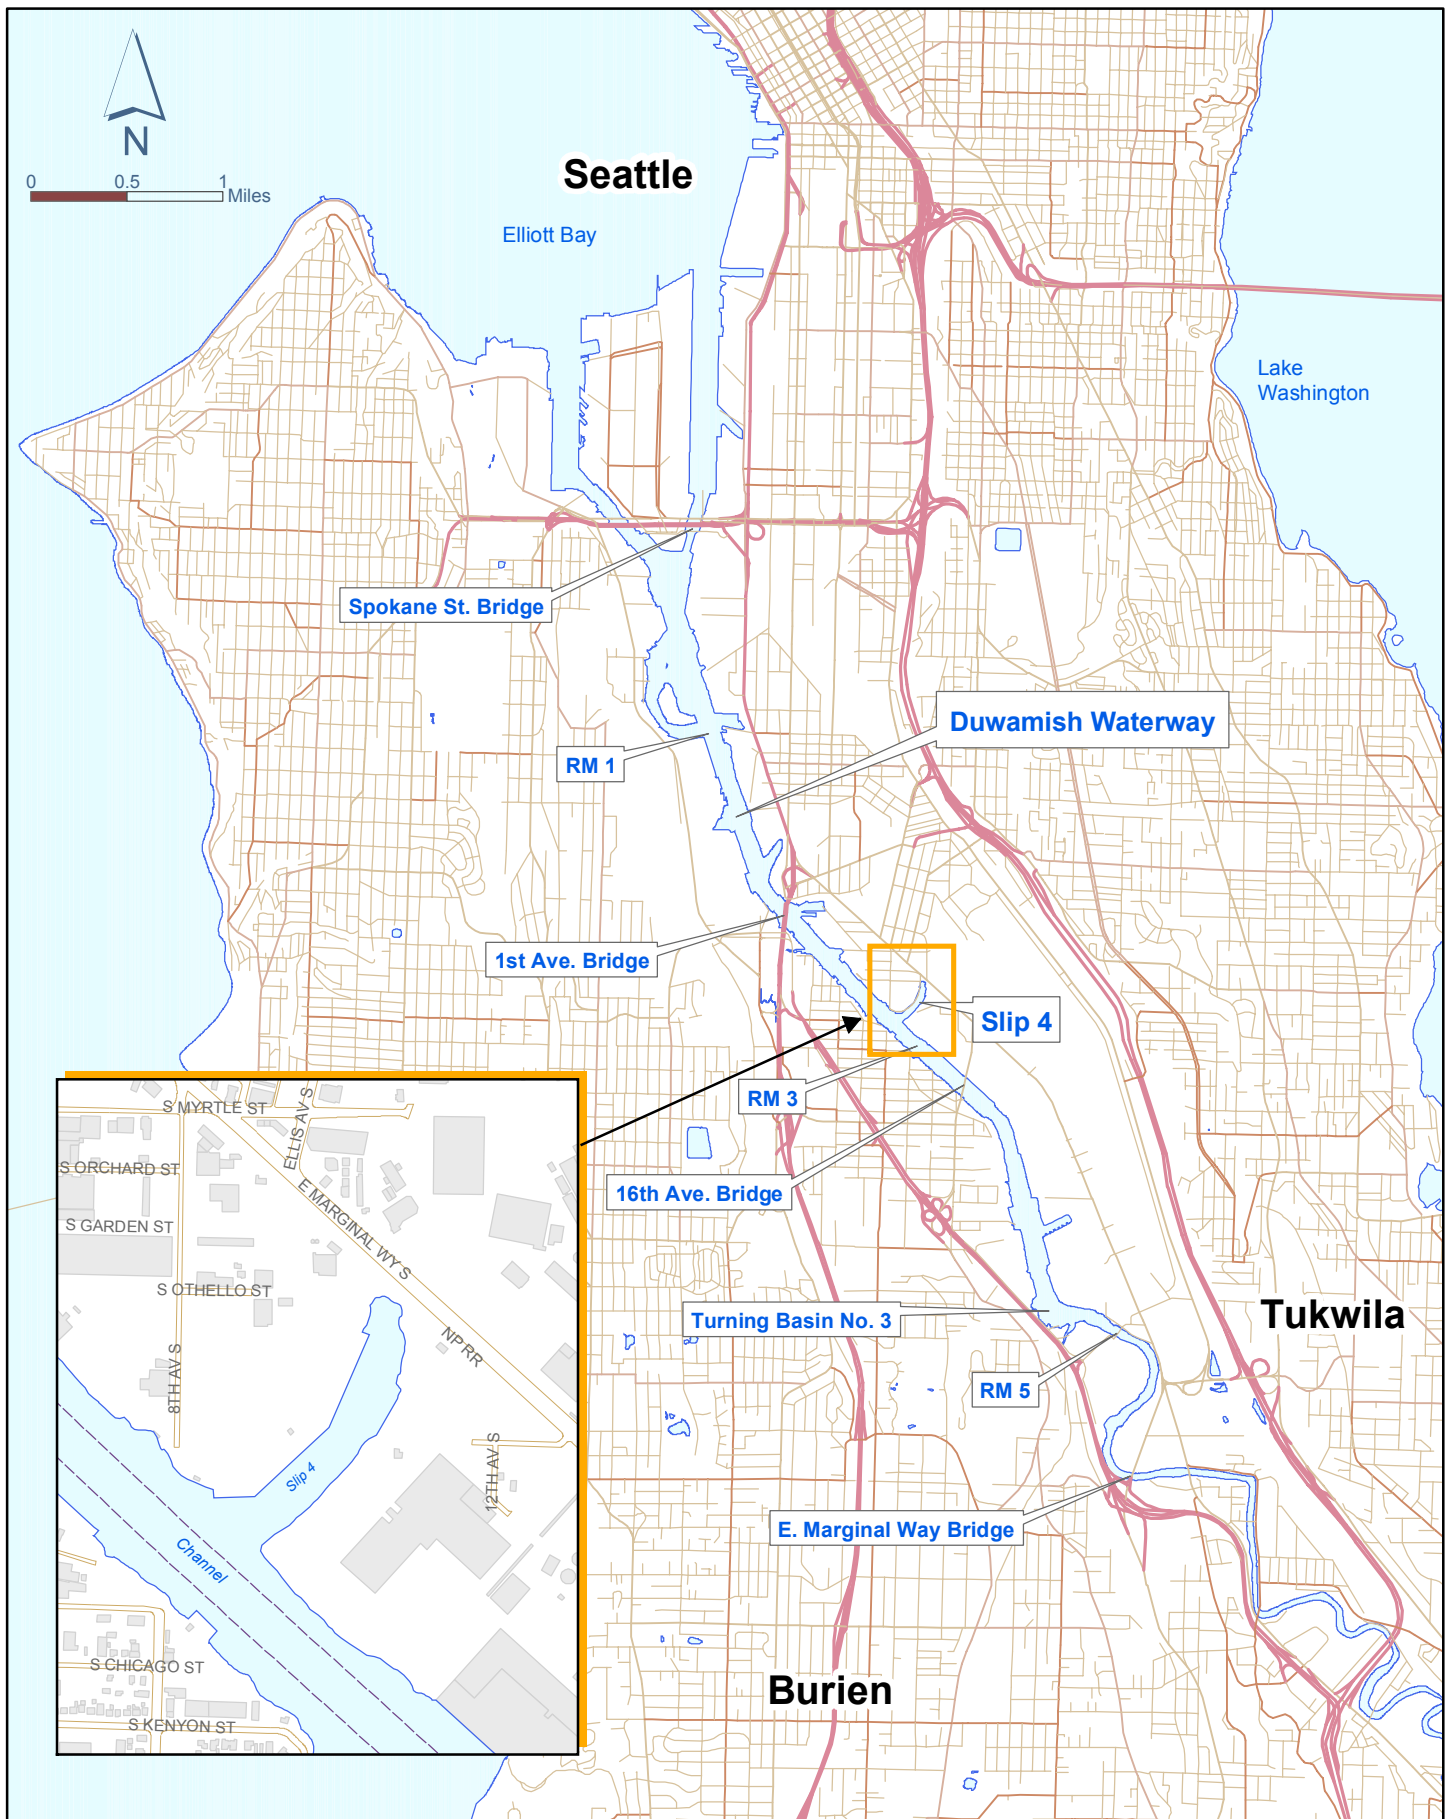 N
0 0.5 1
Miles
Seattle
Elliott Bay
Lake
Washington
Spokane St. Bridge
Duwamish Waterway
RM 1
1st Ave. Bridge
Slip 4
RM 3
16th Ave. Bridge
Turning Basin No. 3
Tukwila
RM 5
E. Marginal Way Bridge
Burien
S MYRTLE ST
ELLIS AV S
S ORCHARD ST
E MARGINAL WY S
S GARDEN ST
S OTHELLO ST
NP RR
8TH AV S
12TH AV S
Slip 4
Channel
S CHICAGO ST
S KENYON ST